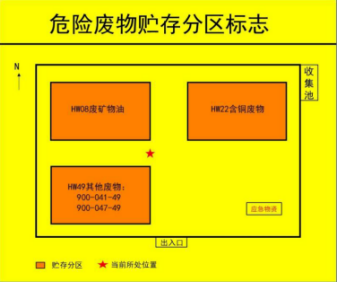 危险废物贮存分区标志
N
收集池
HW08废矿物油
HW22含铜废物
HW49其他废物：
900-041-49
900-047-49
应急物资
出入口
贮存分区
当前所处位置